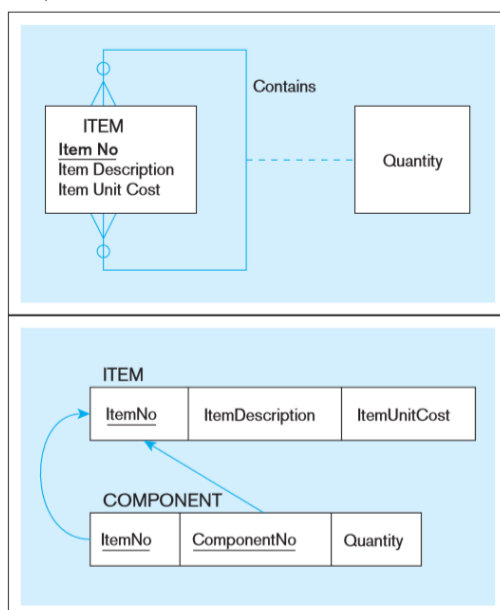 Contains
ITEM
Item No
Item Description
Item Unit Cost
Quantity
ITEM
ItemNo ItemDescription ItemUnitCost
COMPONENT
ItemNo ComponentNo Quantity